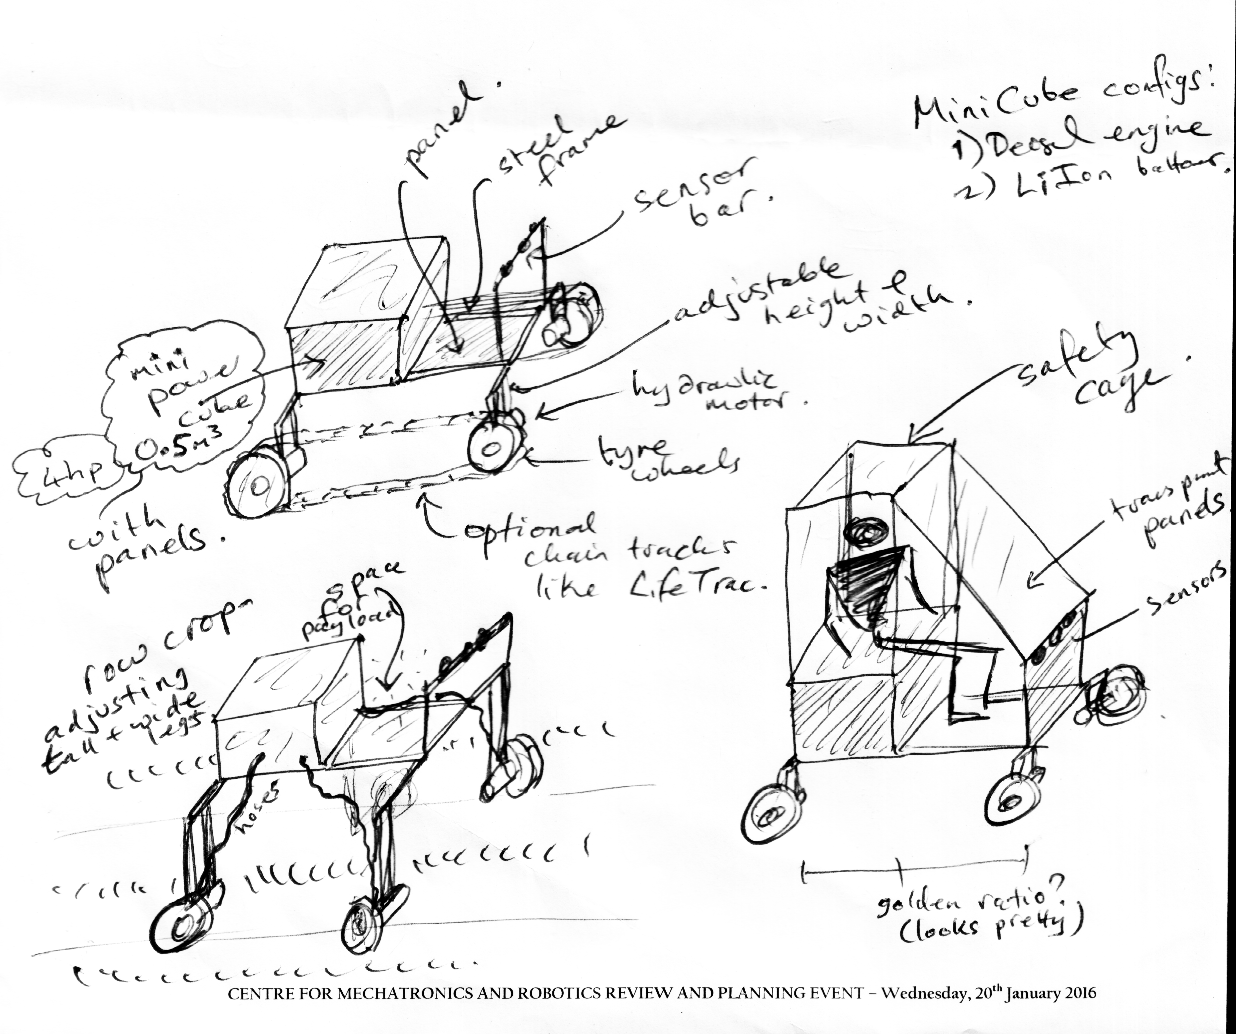 MiniCube configs:
1) Deesul engine
2) LiIon
panel.
steel
frame
sensor
bar.
adjustable
height &
width.
mini
power
cube
0.5m³
4hp
hydraulic
motor.
tyre
wheels
with
panels.
optional
chain tracks
like LifeTrac.
safety
cage.
panels
sensors
space
for
payload
row crop-
adjusting
tall + wide
legs
hoses
golden ratio?
(looks pretty)
CENTRE FOR MECHATRONICS AND ROBOTICS REVIEW AND PLANNING EVENT – Wednesday, 20th January 2016